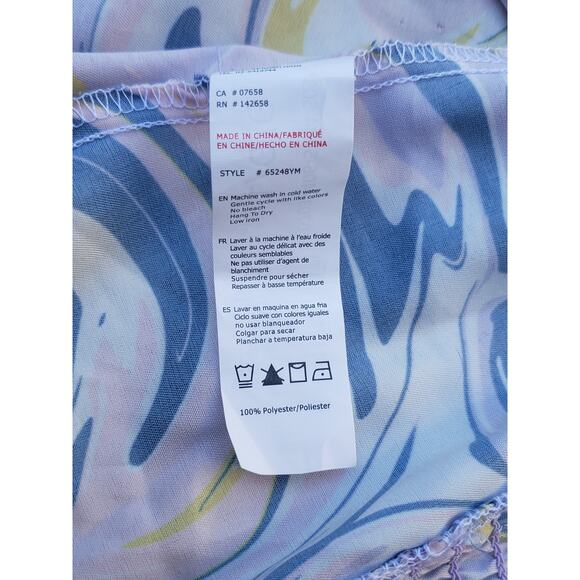 CA # 07658
RN # 142658
MADE IN CHINA/FABRIQUÉ
EN CHINE/HECHO EN CHINA
STYLE # 65248YM
EN Machine wash in cold water
Gentle cycle with like colors
No bleach
Hang To Dry
Low iron
FR Laver à la machine à l'eau froide
Laver au cycle délicat avec des
couleurs semblables
Ne pas utiliser d'agent de
blanchiment
Suspendre pour sécher
Repasser à basse température
ES Lavar en maquina en agua fria
Ciclo suave con colores iguales
no usar blanqueador
Colgar para secar
Planchar a temperatura baja
100% Polyester/Poliester